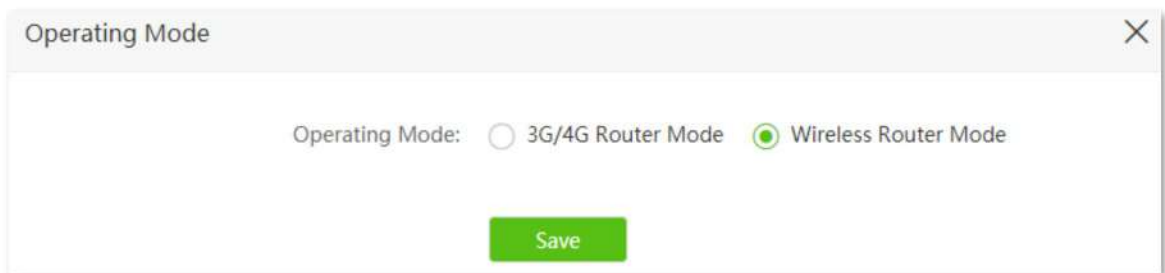 Operating Mode
Operating Mode: 3G/4G Router Mode Wireless Router Mode
Save